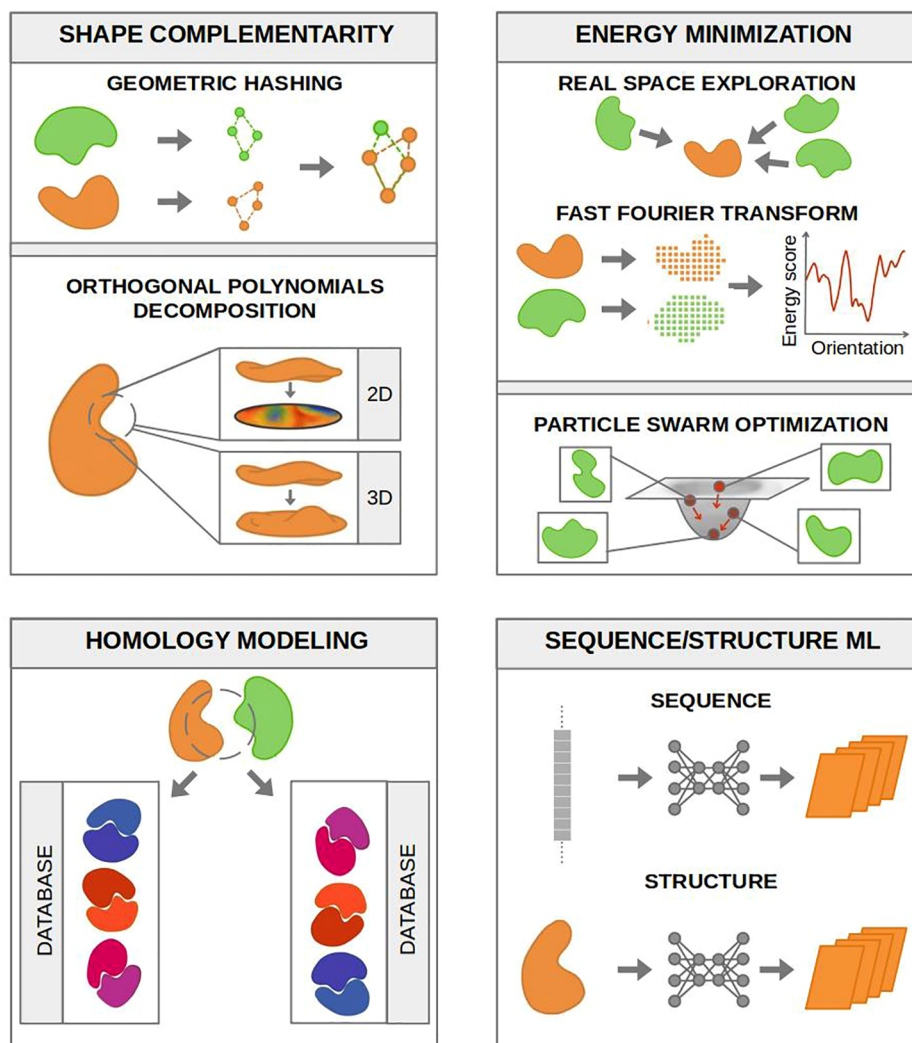 SHAPE COMPLEMENTARITY
GEOMETRIC HASHING
ORTHOGONAL POLYNOMIALS
DECOMPOSITION
2D
3D
ENERGY MINIMIZATION
REAL SPACE EXPLORATION
FAST FOURIER TRANSFORM
Energy score
Orientation
PARTICLE SWARM OPTIMIZATION
HOMOLOGY MODELING
DATABASE
DATABASE
SEQUENCE/STRUCTURE ML
SEQUENCE
STRUCTURE